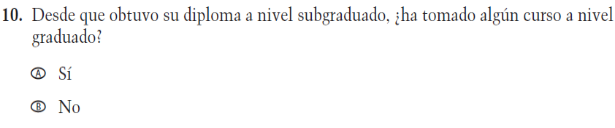 10. Desde que obtuvo su diploma a nivel subgraduado, ¿ha tomado algún curso a nivel
graduado?
Ⓐ Sí
Ⓑ No